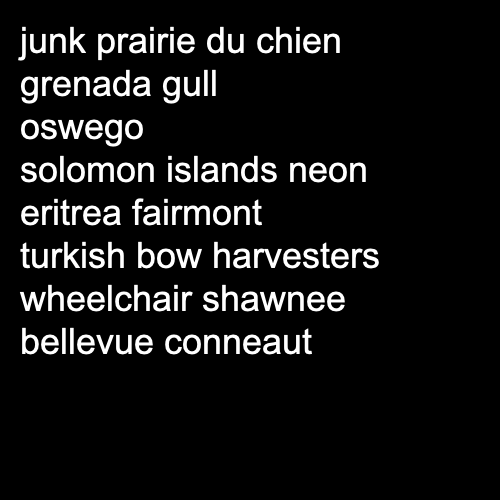 junk prairie du chien
grenada gull
oswego
solomon islands neon
eritrea fairmont
turkish bow harvesters
wheelchair shawnee
bellevue conneaut